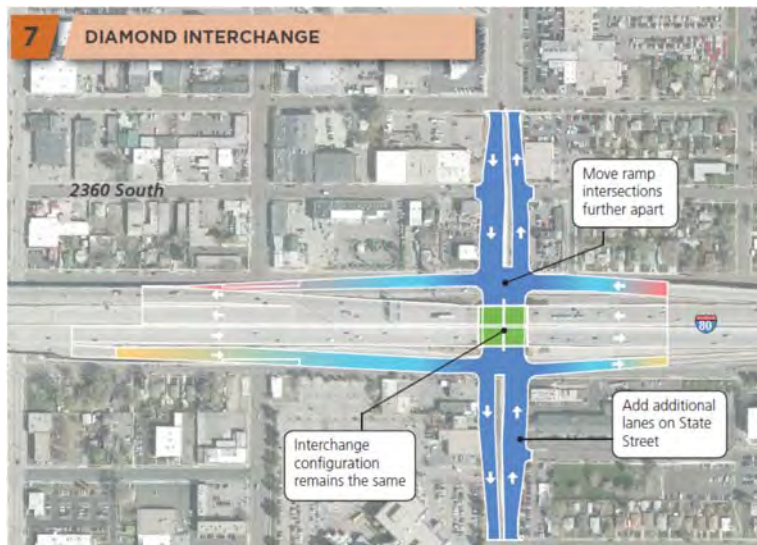 7 DIAMOND INTERCHANGE
2360 South
Move ramp
intersections
further apart
80
Interchange
configuration
remains the same
Add additional
lanes on State
Street